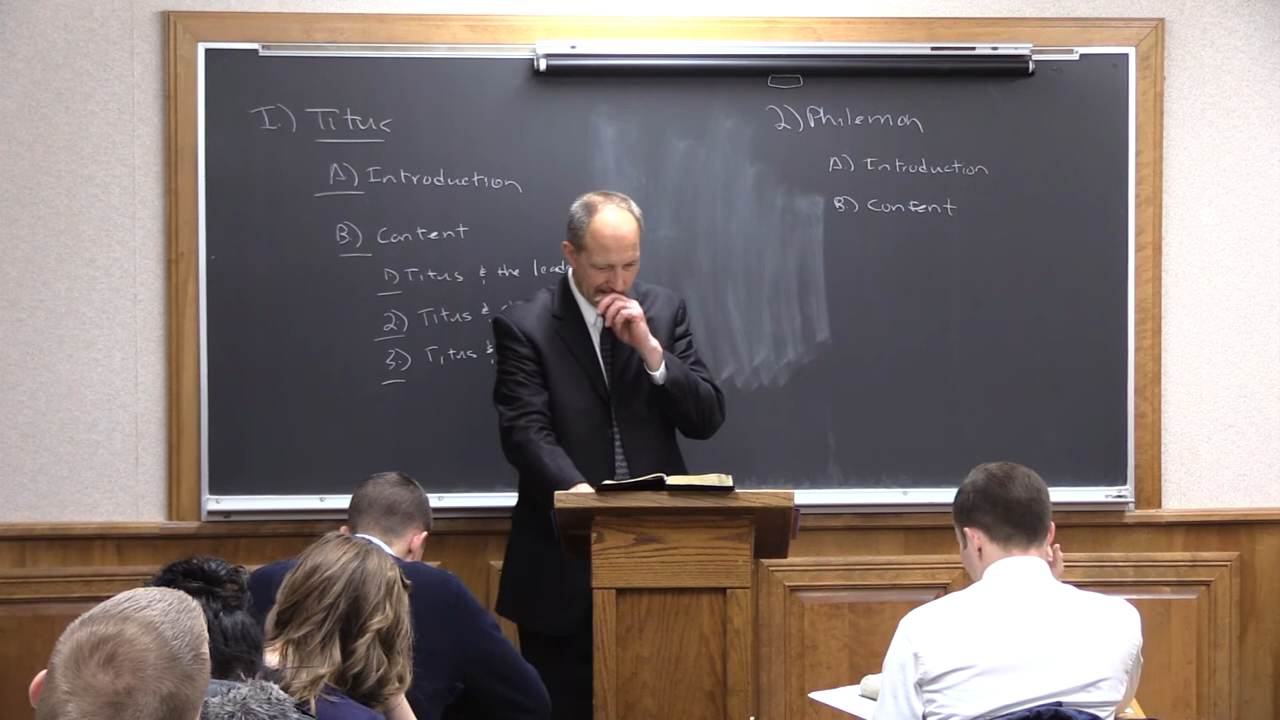 I.) Titus
A) Introduction
B.) Content
1) Titus & the
2.) Titus &
3.) Titus &
2) Philemon
A.) Introduction
B.) Content